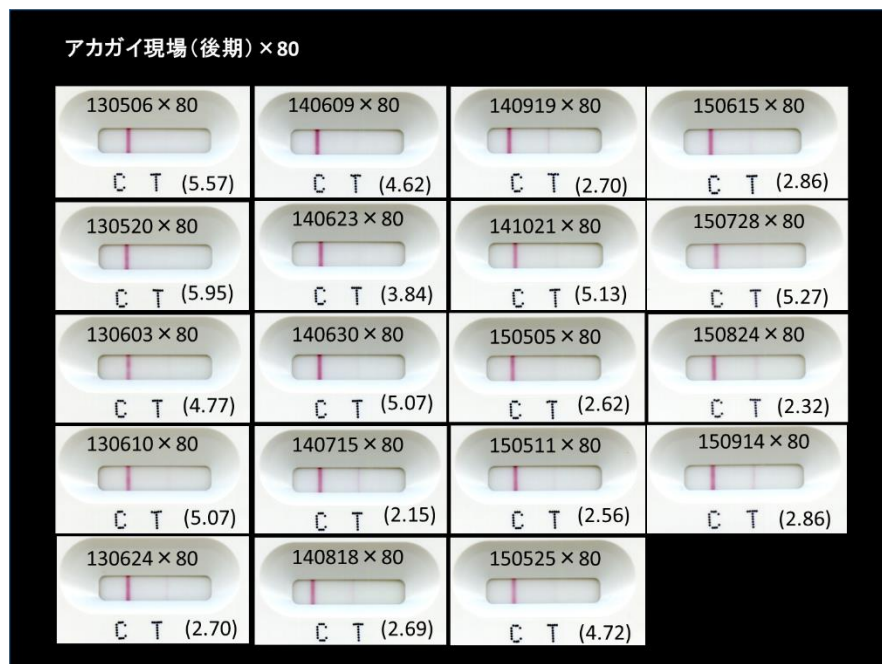 アカガイ現場（後期）×80
130506×80
C T (5.57)
140609×80
C T (4.62)
140919×80
C T (2.70)
150615×80
C T (2.86)
130520×80
C T (5.95)
140623×80
C T (3.84)
141021×80
C T (5.13)
150728×80
C T (5.27)
130603×80
C T (4.77)
140630×80
C T (5.07)
150505×80
C T (2.62)
150824×80
C T (2.32)
130610×80
C T (5.07)
140715×80
C T (2.15)
150511×80
C T (2.56)
150914×80
C T (2.86)
130624×80
C T (2.70)
140818×80
C T (2.69)
150525×80
C T (4.72)